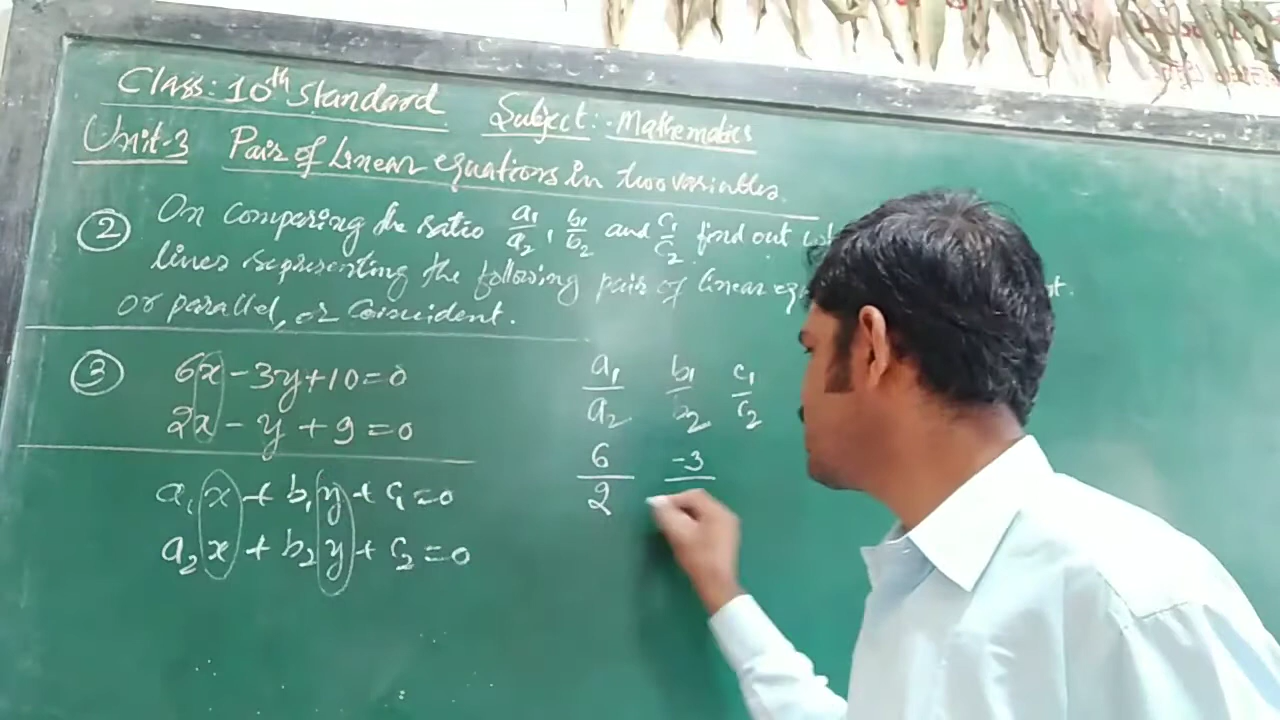 Class: 10th Standard Subject:- Mathematics
Unit-3 Pair of linear equations in two variables.
② On comparing the ratio a1/a2, b1/b2 and c1/c2 find out
lines representing the following pair of linear equ
or parallel, or Coincident.
③ 6x - 3y + 10 = 0
2x - y + 9 = 0
a1x + b1y + c1 = 0
a2x + b2y + c2 = 0
a1/a2 b1/b2 c1/c2
6/2 -3/